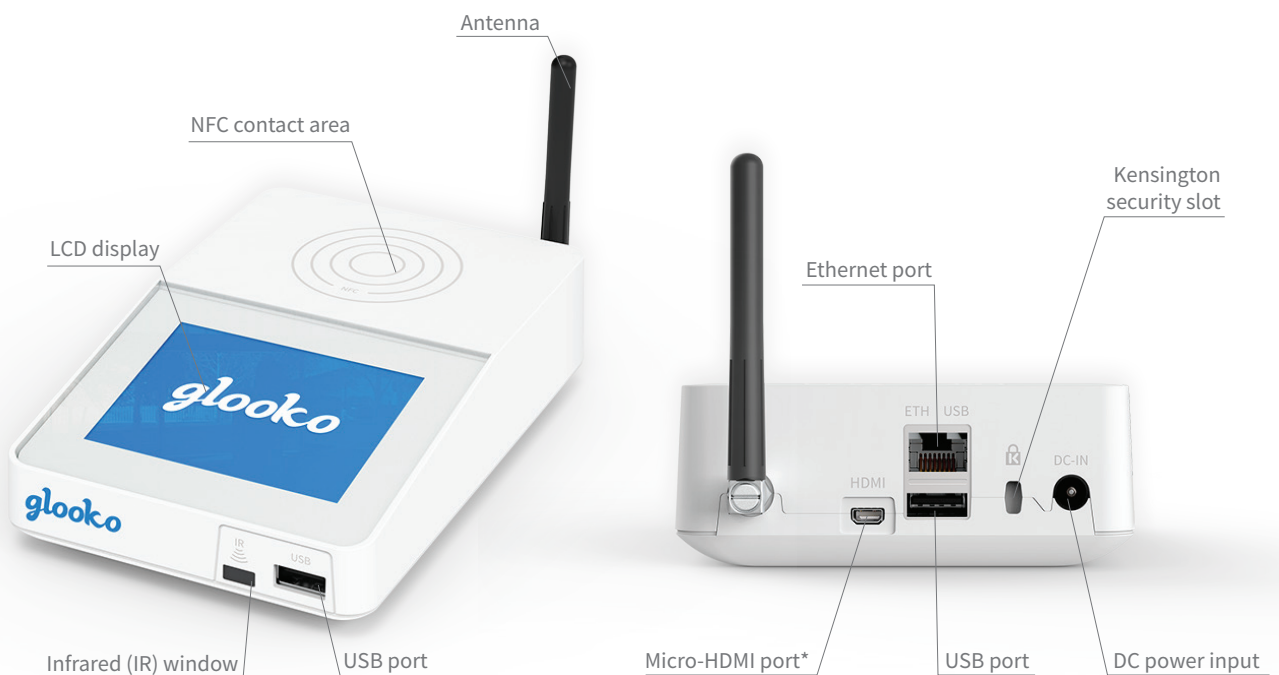 Antenna
NFC contact area
LCD display
NFC
glooko
glooko
IR
USB
Infrared (IR) window
USB port
Kensington
security slot
Ethernet port
ETH USB
K
DC-IN
HDMI
Micro-HDMI port*
USB port
DC power input